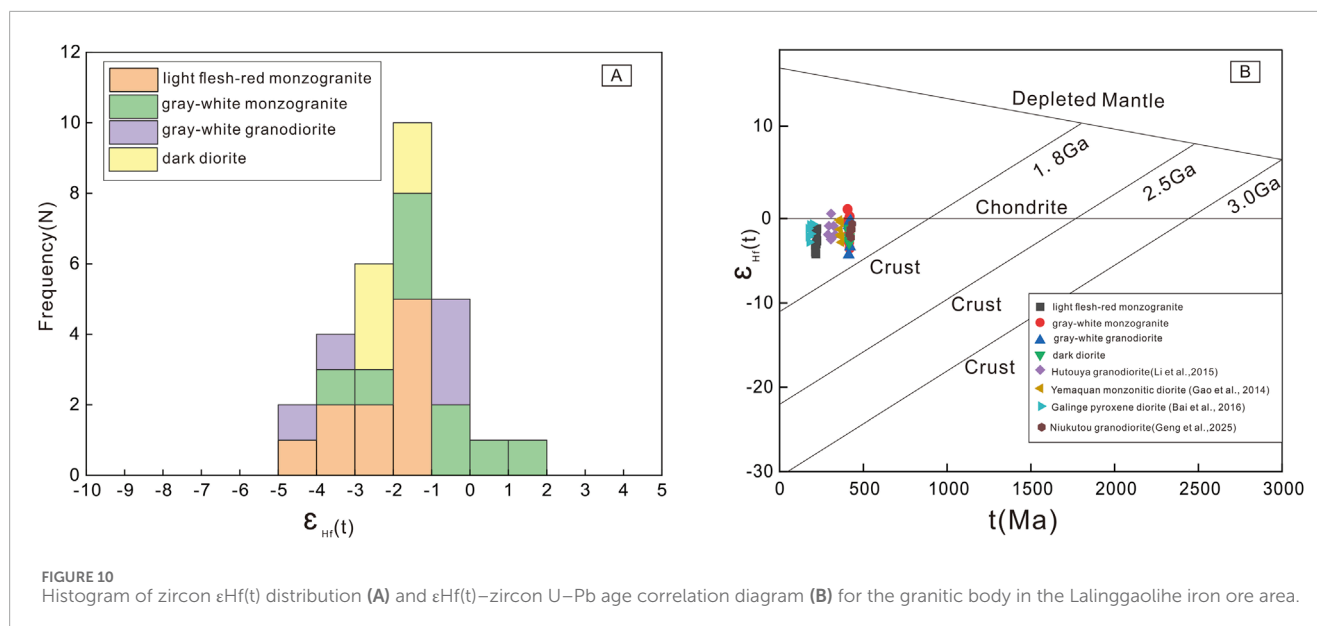 12
10
8
6
4
2
0
Frequency(N)
light flesh-red monzogranite
gray-white monzogranite
gray-white granodiorite
dark diorite
A
-10 -9 -8 -7 -6 -5 -4 -3 -2 -1 0 1 2 3 4 5
εHf(t)
B
10
0
-10
-20
-30
εHf(t)
Depleted Mantle
1. 8Ga
2.5Ga
3.0Ga
Chondrite
Crust
Crust
Crust
light flesh-red monzogranite
gray-white monzogranite
gray-white granodiorite
dark diorite
Hutouya granodiorite(Li et al.,2015)
Yemaquan monzonitic diorite (Gao et al., 2014)
Galinge pyroxene diorite (Bai et al., 2016)
Niukutou granodiorite(Geng et al.,2025)
0 500 1000 1500 2000 2500 3000
t(Ma)
FIGURE 10
Histogram of zircon εHf(t) distribution (A) and εHf(t)–zircon U–Pb age correlation diagram (B) for the granitic body in the Lalinggaolihe iron ore area.